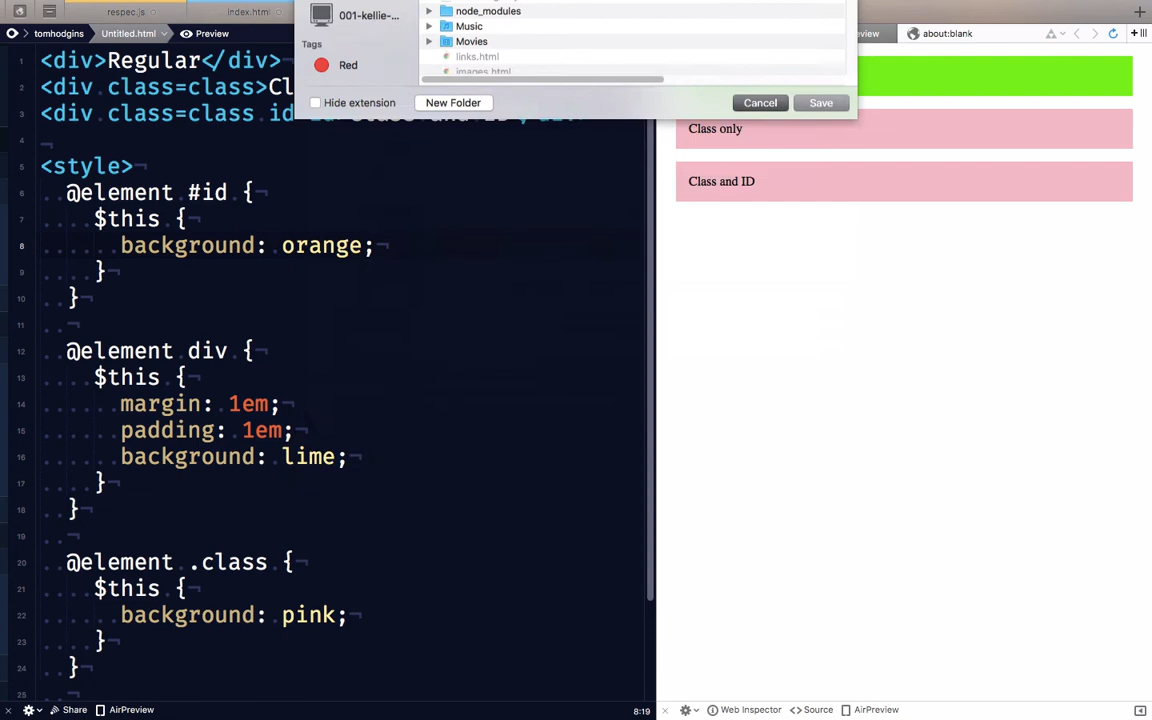 respec.js
index.html
001-kellie-...
Tags
Red
node_modules
Music
Movies
links.html
images.html
Hide extension
New Folder
Cancel
Save
tomhodgins
Untitled.html
Preview
about:blank
1 <div>Regular</div>¬
2 <div.class=class>Cl
3 <div.class=class.id
4 ¬
5 <style>¬
6 ..@element.#id.{¬
7 ....$this.{¬
8 ......background:.orange;¬
9 ....}¬
10 ..}¬
11 ..¬
12 ..@element.div.{¬
13 ....$this.{¬
14 ......margin:.1em;¬
15 ......padding:.1em;¬
16 ......background:.lime;¬
17 ....}¬
18 ..}¬
19 ..¬
20 ..@element..class.{¬
21 ....$this.{¬
22 ......background:.pink;¬
23 ....}¬
24 ..}¬
25 ..¬
Class only
Class and ID
Share
AirPreview
8:19
Web Inspector
Source
AirPreview